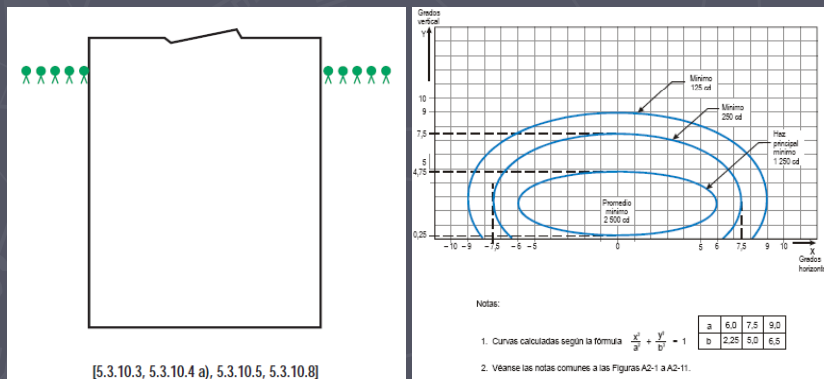 [5.3.10.3, 5.3.10.4 a), 5.3.10.5, 5.3.10.8]
Grados
vertical
Y
10
9
7,5
5
4,75
0,25
Mínimo
125 cd
Mínimo
250 cd
Haz
principal
mínimo
1 250 cd
Promedio
mínimo
2 500 cd
–10 –9 –7,5 –6 –5 0 5 6 7,5 9 10
X
Grados
horizont
Notas:
1. Curvas calculadas según la fórmula x²/a² + y²/b² = 1
a 6,0 7,5 9,0
b 2,25 5,0 6,5
2. Véanse las notas comunes a las Figuras A2-1 a A2-11.